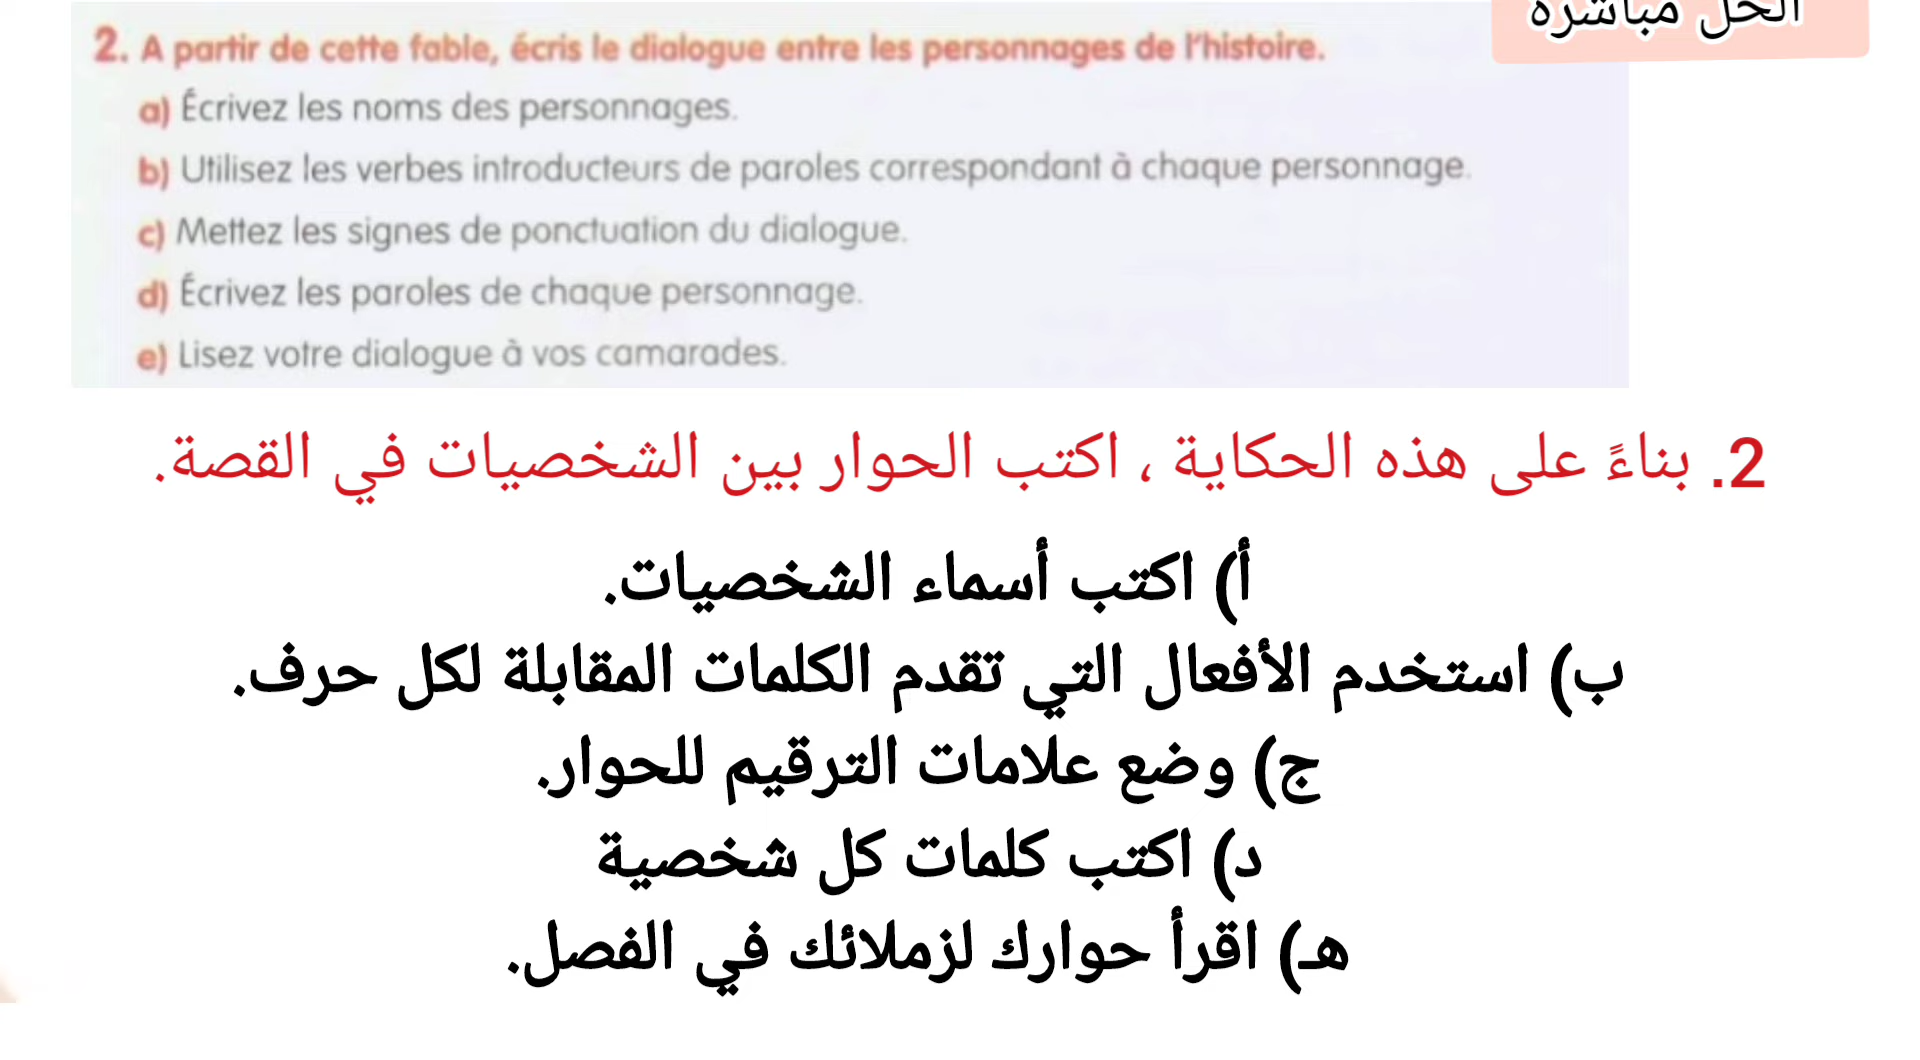 الحل مباشرة
2. A partir de cette fable, écris le dialogue entre les personnages de l'histoire.
a) Écrivez les noms des personnages.
b) Utilisez les verbes introducteurs de paroles correspondant à chaque personnage.
c) Mettez les signes de ponctuation du dialogue.
d) Écrivez les paroles de chaque personnage.
e) Lisez votre dialogue à vos camarades.
2. بناءً على هذه الحكاية ، اكتب الحوار بين الشخصيات في القصة.
أ) اكتب أسماء الشخصيات.
ب) استخدم الأفعال التي تقدم الكلمات المقابلة لكل حرف.
ج) وضع علامات الترقيم للحوار.
د) اكتب كلمات كل شخصية
هـ) اقرأ حوارك لزملائك في الفصل.